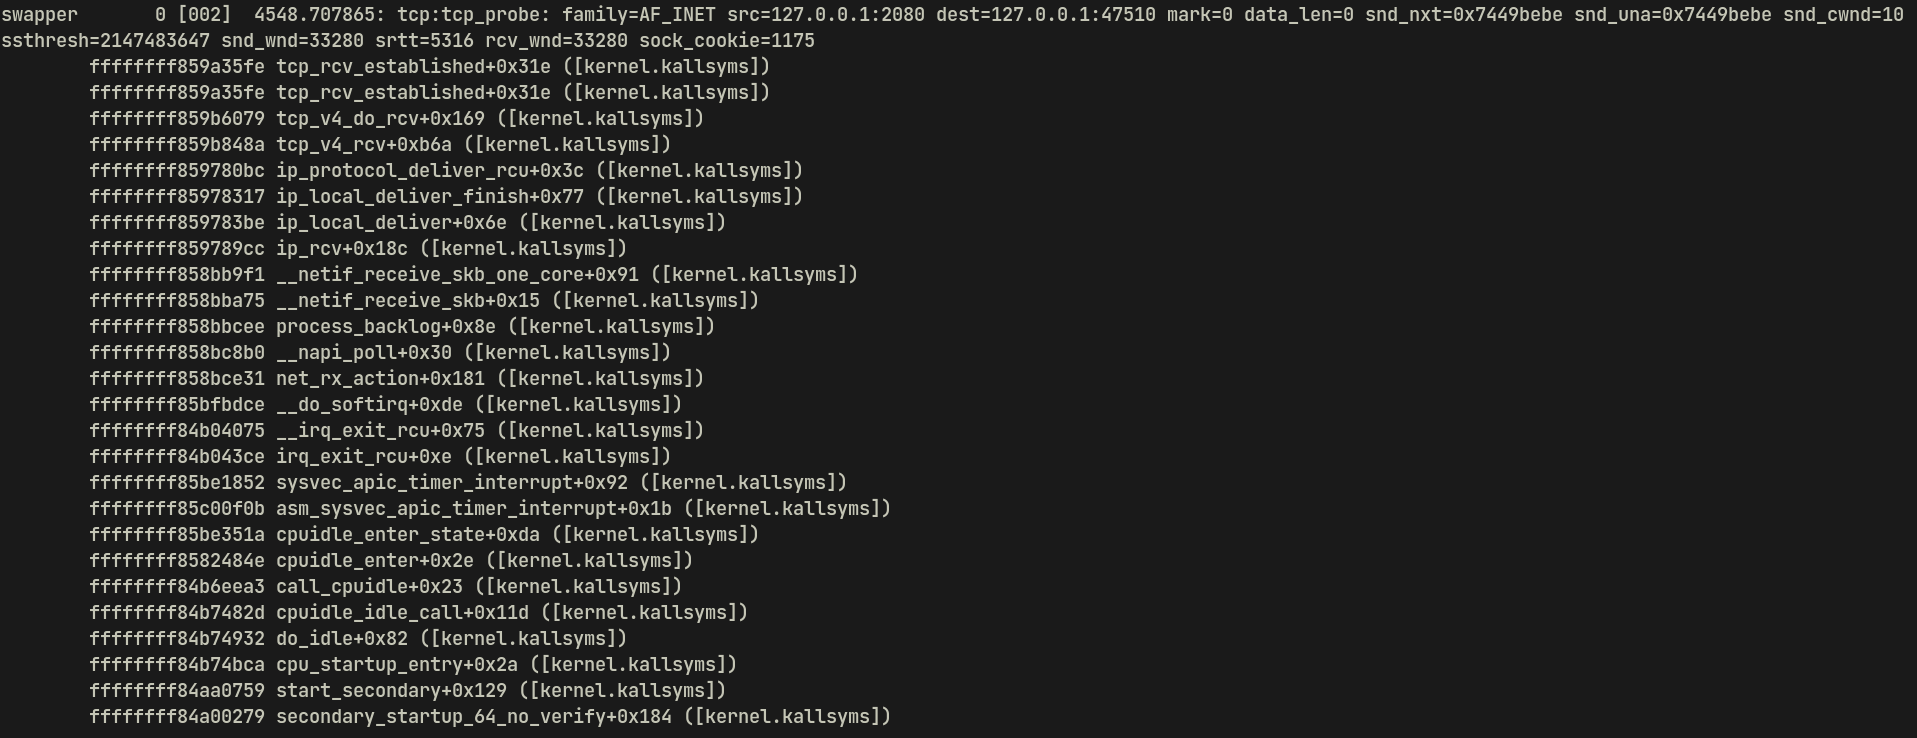 swapper       0 [002]  4548.707865: tcp:tcp_probe: family=AF_INET src=127.0.0.1:2080 dest=127.0.0.1:47510 mark=0 data_len=0 snd_nxt=0x7449bebe snd_una=0x7449bebe snd_cwnd=10
ssthresh=2147483647 snd_wnd=33280 srtt=5316 rcv_wnd=33280 sock_cookie=1175
ffffffff859a35fe tcp_rcv_established+0x31e ([kernel.kallsyms])
ffffffff859a35fe tcp_rcv_established+0x31e ([kernel.kallsyms])
ffffffff859b6079 tcp_v4_do_rcv+0x169 ([kernel.kallsyms])
ffffffff859b848a tcp_v4_rcv+0xb6a ([kernel.kallsyms])
ffffffff859780bc ip_protocol_deliver_rcu+0x3c ([kernel.kallsyms])
ffffffff85978317 ip_local_deliver_finish+0x77 ([kernel.kallsyms])
ffffffff859783be ip_local_deliver+0x6e ([kernel.kallsyms])
ffffffff859789cc ip_rcv+0x18c ([kernel.kallsyms])
ffffffff858bb9f1 __netif_receive_skb_one_core+0x91 ([kernel.kallsyms])
ffffffff858bba75 __netif_receive_skb+0x15 ([kernel.kallsyms])
ffffffff858bbcee process_backlog+0x8e ([kernel.kallsyms])
ffffffff858bc8b0 __napi_poll+0x30 ([kernel.kallsyms])
ffffffff858bce31 net_rx_action+0x181 ([kernel.kallsyms])
ffffffff85bfbdce __do_softirq+0xde ([kernel.kallsyms])
ffffffff84b04075 __irq_exit_rcu+0x75 ([kernel.kallsyms])
ffffffff84b043ce irq_exit_rcu+0xe ([kernel.kallsyms])
ffffffff85be1852 sysvec_apic_timer_interrupt+0x92 ([kernel.kallsyms])
ffffffff85c00f0b asm_sysvec_apic_timer_interrupt+0x1b ([kernel.kallsyms])
ffffffff85be351a cpuidle_enter_state+0xda ([kernel.kallsyms])
ffffffff8582484e cpuidle_enter+0x2e ([kernel.kallsyms])
ffffffff84b6eea3 call_cpuidle+0x23 ([kernel.kallsyms])
ffffffff84b7482d cpuidle_idle_call+0x11d ([kernel.kallsyms])
ffffffff84b74932 do_idle+0x82 ([kernel.kallsyms])
ffffffff84b74bca cpu_startup_entry+0x2a ([kernel.kallsyms])
ffffffff84aa0759 start_secondary+0x129 ([kernel.kallsyms])
ffffffff84a00279 secondary_startup_64_no_verify+0x184 ([kernel.kallsyms])